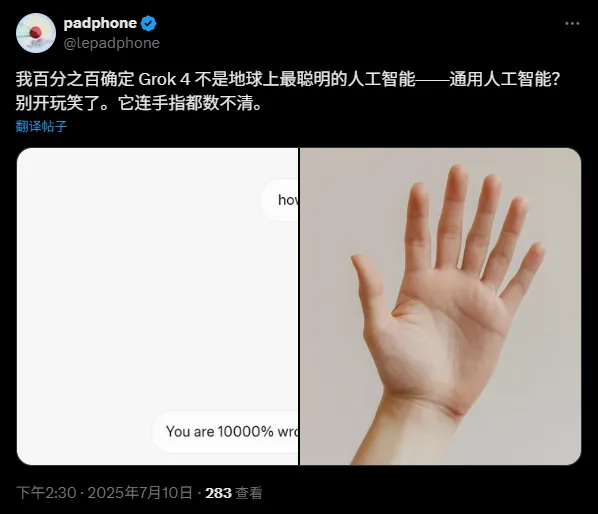 padphone
@lepadphone
我百分之百确定 Grok 4 不是地球上最聪明的人工智能——通用人工智能？
别开玩笑了。它连手指都数不清。
翻译帖子
how
You are 10000% wro
下午2:30 · 2025年7月10日 · 283 查看